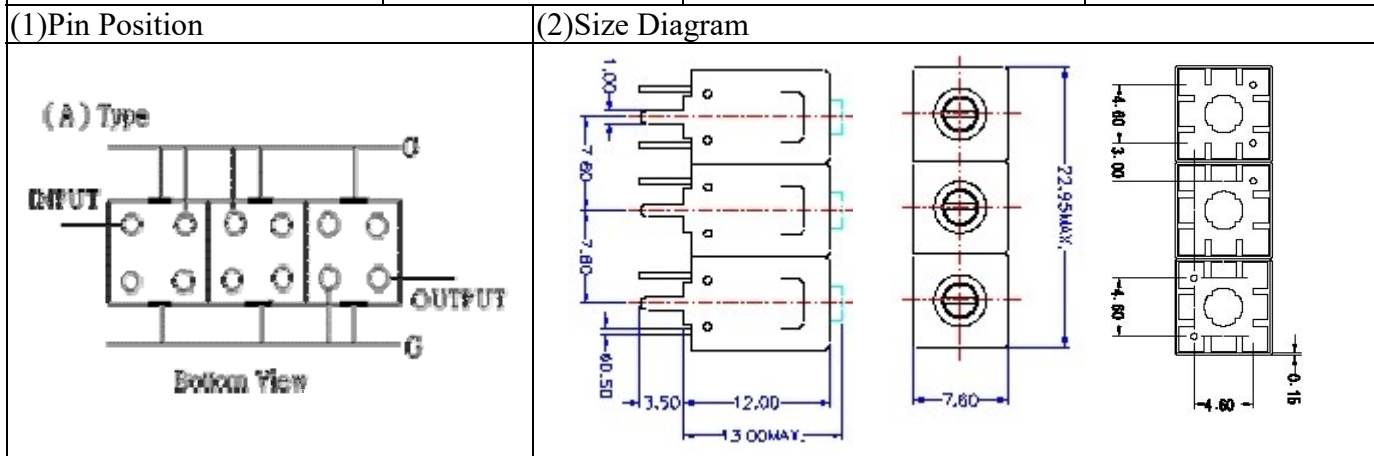 (1)Pin Position
(2)Size Diagram
(A) Type
G
INPUT
OUTPUT
G
Bottom View
1.00
7.60
7.60
ø0.50
3.50
12.00
13.00MAX.
22.95MAX.
7.60
4.60
3.00
4.60
4.60
0.15